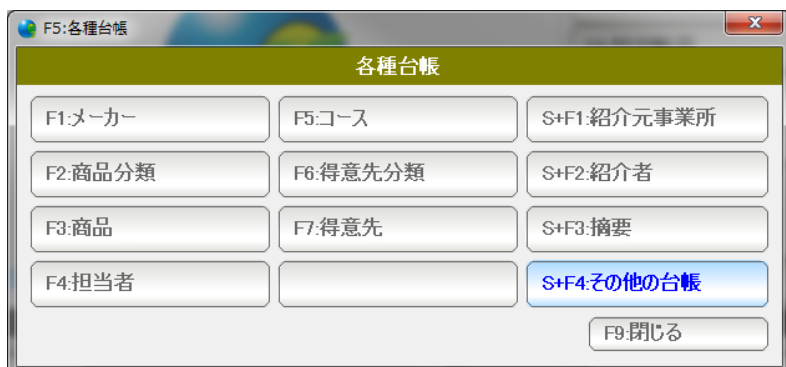 F5:各種台帳
各種台帳
F1:メーカー
F5:コース
S+F1:紹介元事業所
F2:商品分類
F6:得意先分類
S+F2:紹介者
F3:商品
F7:得意先
S+F3:摘要
F4:担当者
S+F4:その他の台帳
F9:閉じる